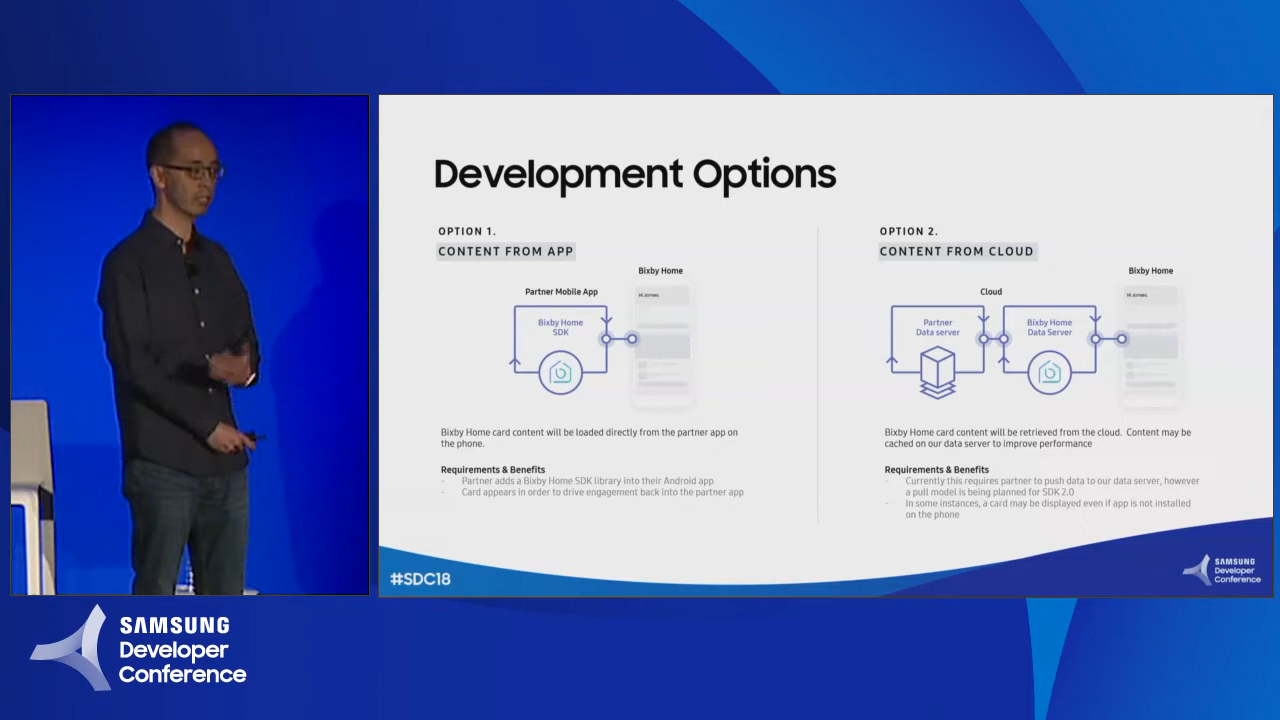 Development Options
OPTION 1.
CONTENT FROM APP
Bixby Home
Partner Mobile App
Hi James,
Bixby Home
SDK
Bixby Home card content will be loaded directly from the partner app on
the phone.
Requirements & Benefits
- Partner adds a Bixby Home SDK library into their Android app
- Card appears in order to drive engagement back into the partner app
OPTION 2.
CONTENT FROM CLOUD
Bixby Home
Cloud
Hi James,
Partner
Data server
Bixby Home
Data Server
Bixby Home card content will be retrieved from the cloud. Content may be
cached on our data server to improve performance
Requirements & Benefits
- Currently this requires partner to push data to our data server, however
a pull model is being planned for SDK 2.0
- In some instances, a card may be displayed even if app is not installed
on the phone
#SDC18
SAMSUNG
Developer
Conference
SAMSUNG
Developer
Conference